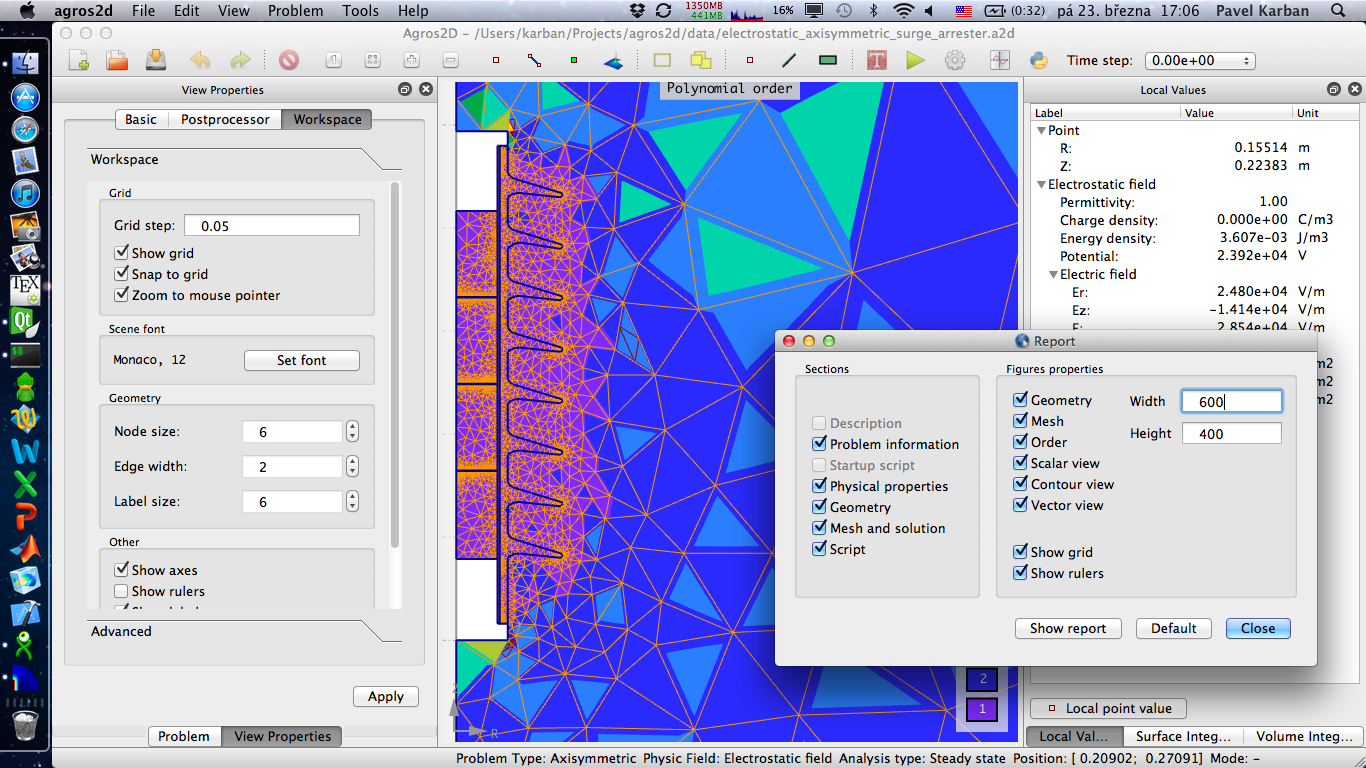 agros2d File Edit View Problem Tools Help 1350MB 441MB 16% (0:32) pá 23. března 17:06 Pavel Karban
Agros2D - /Users/karban/Projects/agros2d/data/electrostatic_axisymmetric_surge_arrester.a2d
Time step: 0.00e+00
View Properties
Basic Postprocessor Workspace
Workspace
Grid
Grid step: 0.05
Show grid
Snap to grid
Zoom to mouse pointer
Scene font
Monaco, 12 Set font
Geometry
Node size: 6
Edge width: 2
Label size: 6
Other
Show axes
Show rulers
Advanced
Apply
Problem View Properties
Polynomial order
Z
R
2
1
Local Values
Label Value Unit
Point
R: 0.15514 m
Z: 0.22383 m
Electrostatic field
Permittivity: 1.00
Charge density: 0.000e+00 C/m3
Energy density: 3.607e-03 J/m3
Potential: 2.392e+04 V
Electric field
Er: 2.480e+04 V/m
Ez: -1.414e+04 V/m
E: 2.854e+04 V/m
m2
m2
m2
Report
Sections
Description
Problem information
Startup script
Physical properties
Geometry
Mesh and solution
Script
Figures properties
Geometry Width 600
Mesh
Order Height 400
Scalar view
Contour view
Vector view
Show grid
Show rulers
Show report Default Close
Local point value
Local Val... Surface Integ... Volume Integ...
Problem Type: Axisymmetric Physic Field: Electrostatic field Analysis type: Steady state Position: [ 0.20902; 0.27091] Mode: -